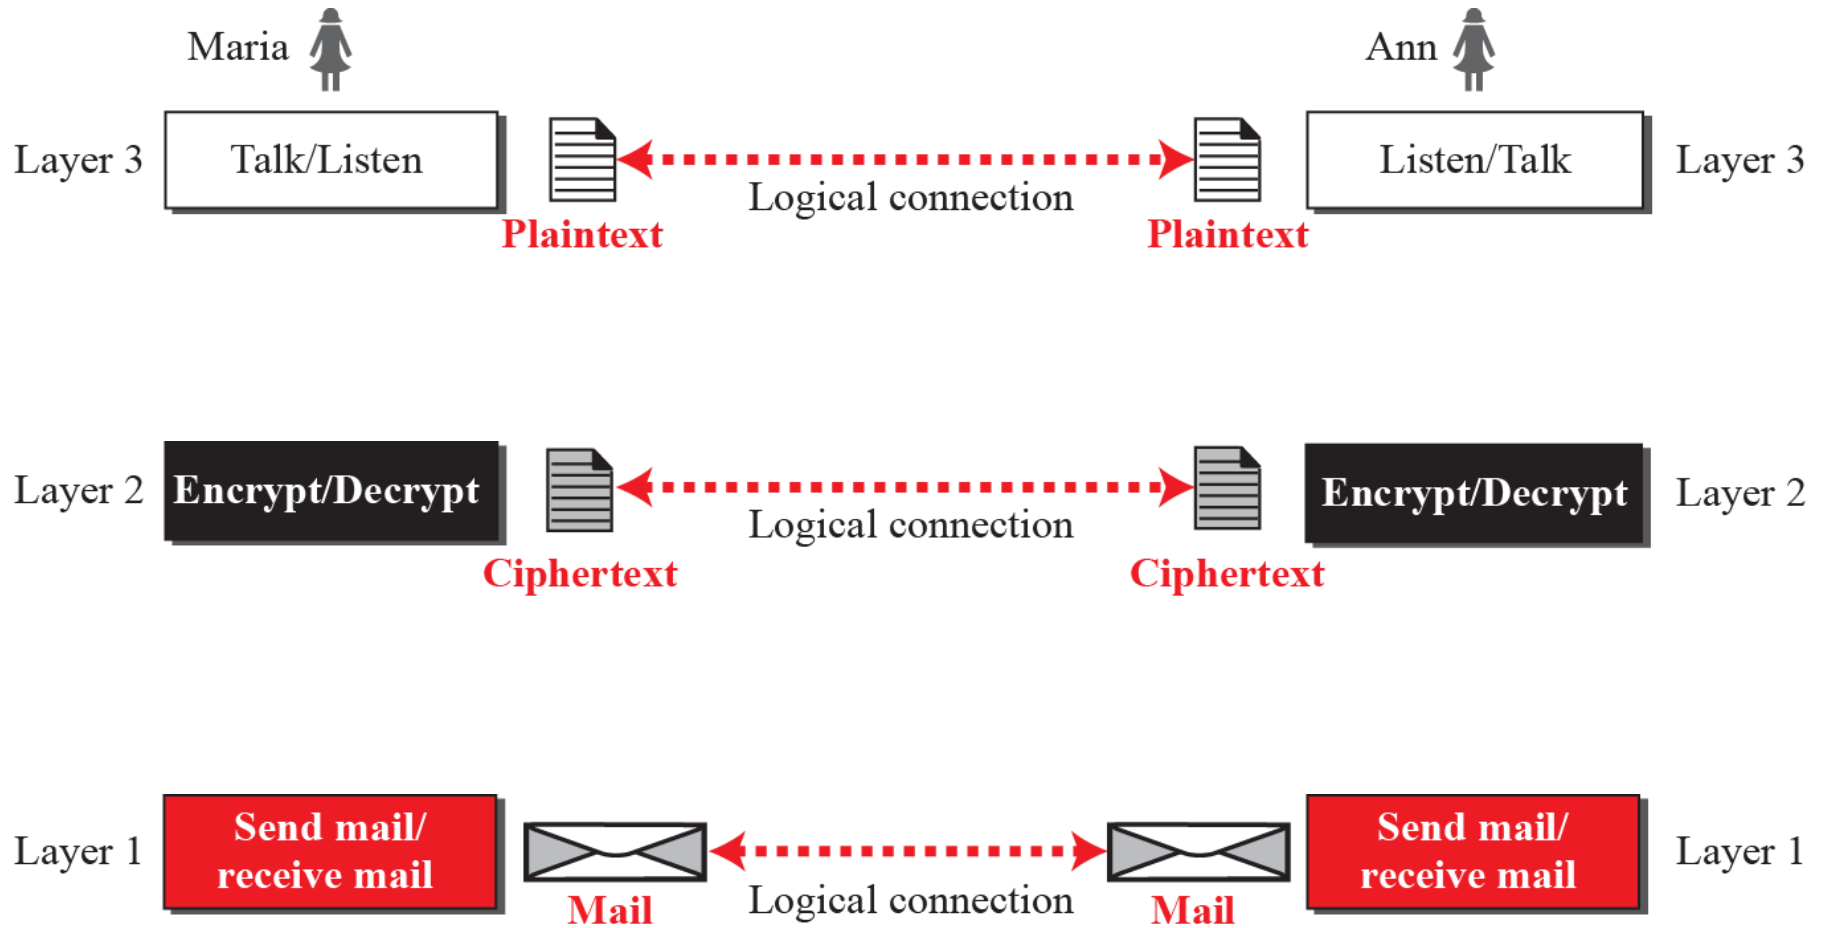 Maria
Ann
Layer 3
Talk/Listen
Logical connection
Listen/Talk
Layer 3
Plaintext
Plaintext
Layer 2
Encrypt/Decrypt
Logical connection
Encrypt/Decrypt
Layer 2
Ciphertext
Ciphertext
Layer 1
Send mail/
receive mail
Mail
Logical connection
Mail
Send mail/
receive mail
Layer 1